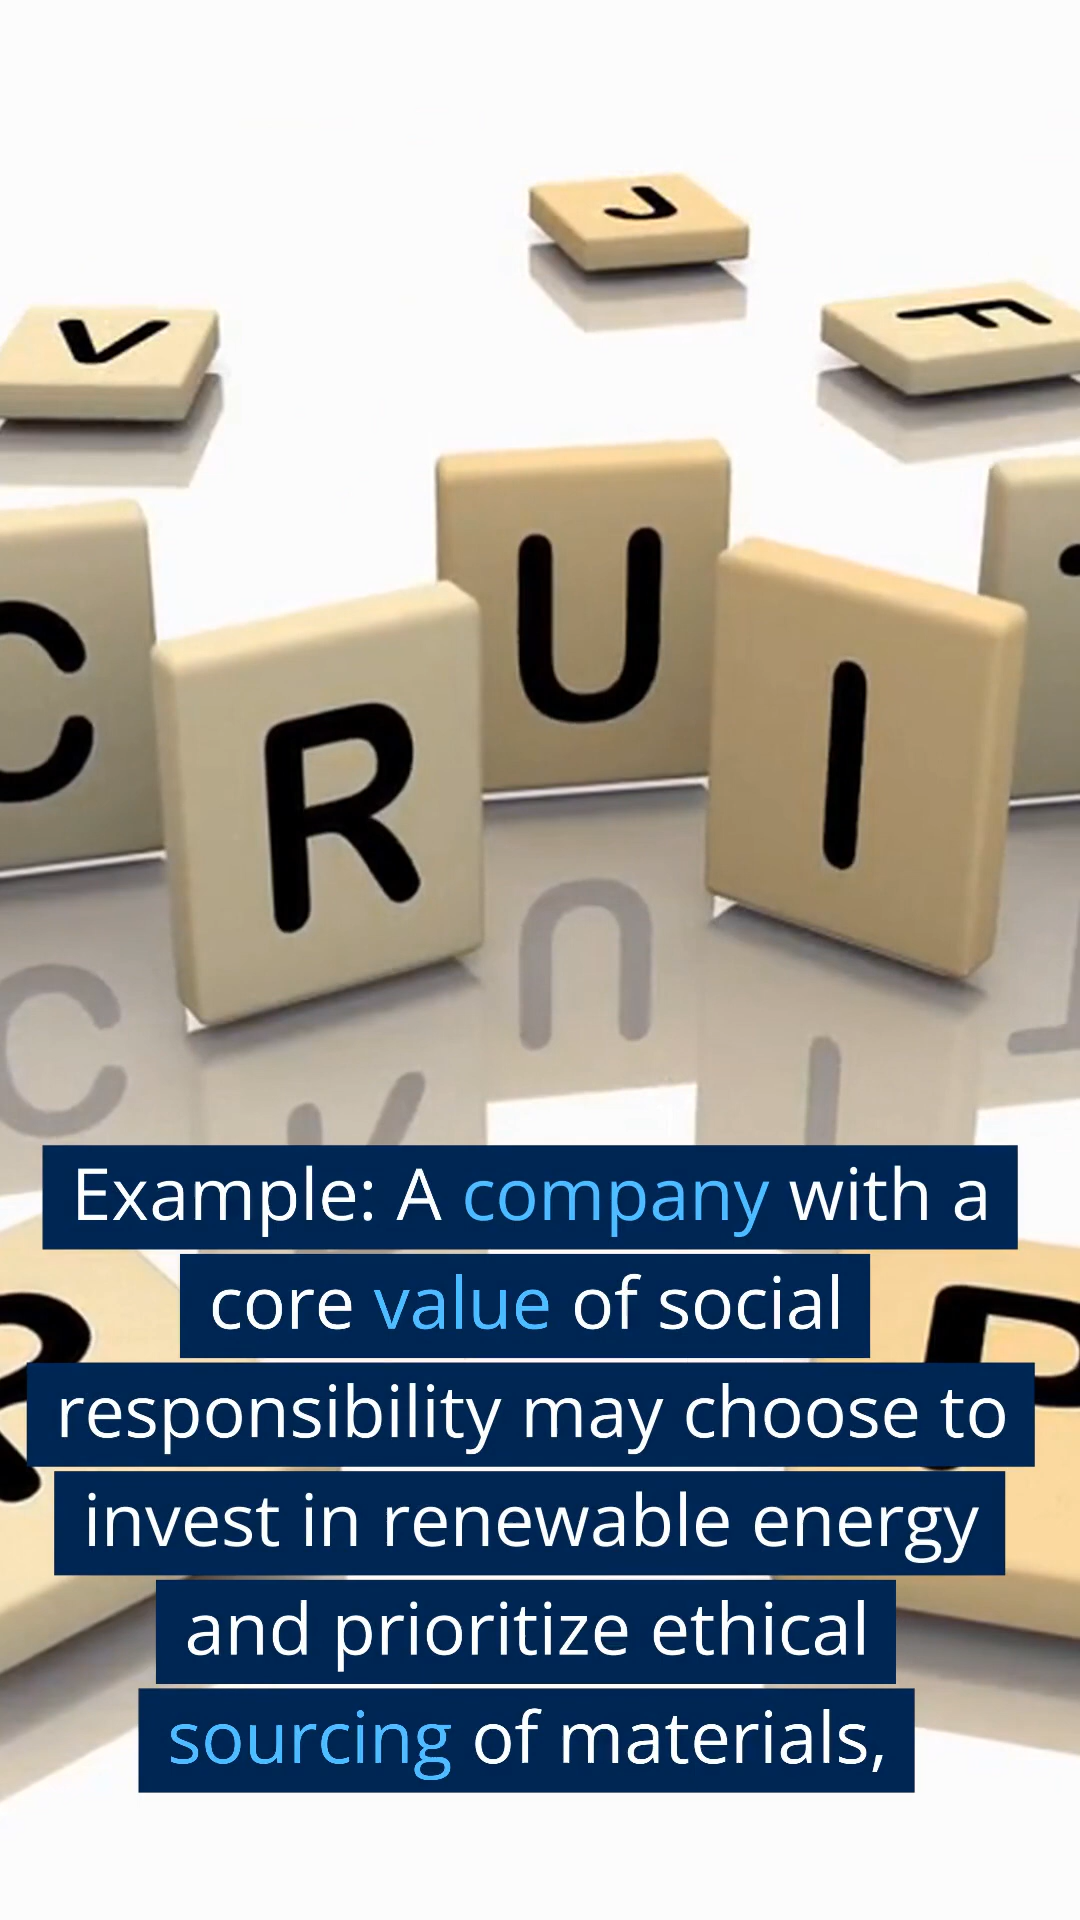 J
V
F
C R U I
R
Example: A company with a
core value of social
responsibility may choose to
invest in renewable energy
and prioritize ethical
sourcing of materials,